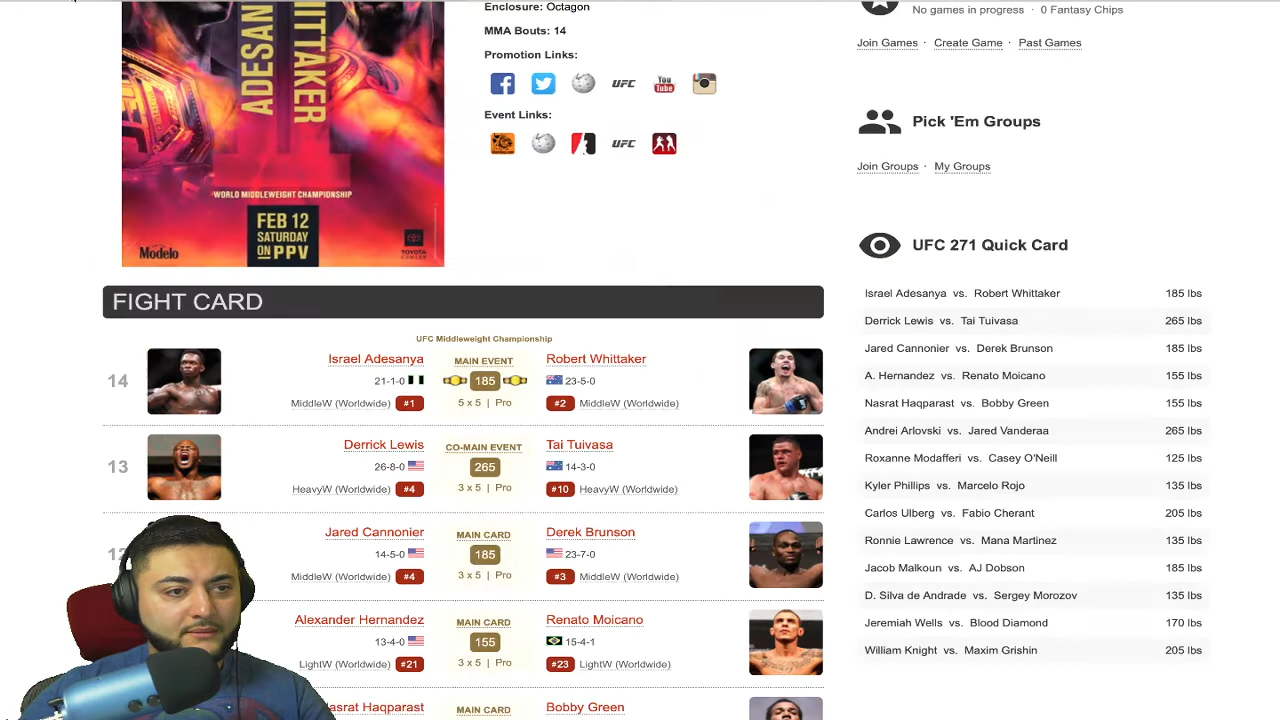 ADESAN
ITTAKER
WORLD MIDDLEWEIGHT CHAMPIONSHIP
FEB 12
SATURDAY
ON PPV
Modelo
TOYOTA
CENTER
Enclosure: Octagon
MMA Bouts: 14
Promotion Links:
UFC
You
Tube
Event Links:
UFC
No games in progress · 0 Fantasy Chips
Join Games · Create Game · Past Games
Pick 'Em Groups
Join Groups · My Groups
UFC 271 Quick Card
Israel Adesanya vs. Robert Whittaker 185 lbs
Derrick Lewis vs. Tai Tuivasa 265 lbs
Jared Cannonier vs. Derek Brunson 185 lbs
A. Hernandez vs. Renato Moicano 155 lbs
Nasrat Haqparast vs. Bobby Green 155 lbs
Andrei Arlovski vs. Jared Vanderaa 265 lbs
Roxanne Modafferi vs. Casey O'Neill 125 lbs
Kyler Phillips vs. Marcelo Rojo 135 lbs
Carlos Ulberg vs. Fabio Cherant 205 lbs
Ronnie Lawrence vs. Mana Martinez 135 lbs
Jacob Malkoun vs. AJ Dobson 185 lbs
D. Silva de Andrade vs. Sergey Morozov 135 lbs
Jeremiah Wells vs. Blood Diamond 170 lbs
William Knight vs. Maxim Grishin 205 lbs
FIGHT CARD
UFC Middleweight Championship
14
Israel Adesanya MAIN EVENT Robert Whittaker
21-1-0 185 23-5-0
MiddleW (Worldwide) #1 5 x 5 | Pro #2 MiddleW (Worldwide)
13
Derrick Lewis CO-MAIN EVENT Tai Tuivasa
26-8-0 265 14-3-0
HeavyW (Worldwide) #4 3 x 5 | Pro #10 HeavyW (Worldwide)
Jared Cannonier MAIN CARD Derek Brunson
14-5-0 185 23-7-0
MiddleW (Worldwide) #4 3 x 5 | Pro #3 MiddleW (Worldwide)
Alexander Hernandez MAIN CARD Renato Moicano
13-4-0 155 15-4-1
LightW (Worldwide) #21 3 x 5 | Pro #23 LightW (Worldwide)
asrat Haqparast MAIN CARD Bobby Green